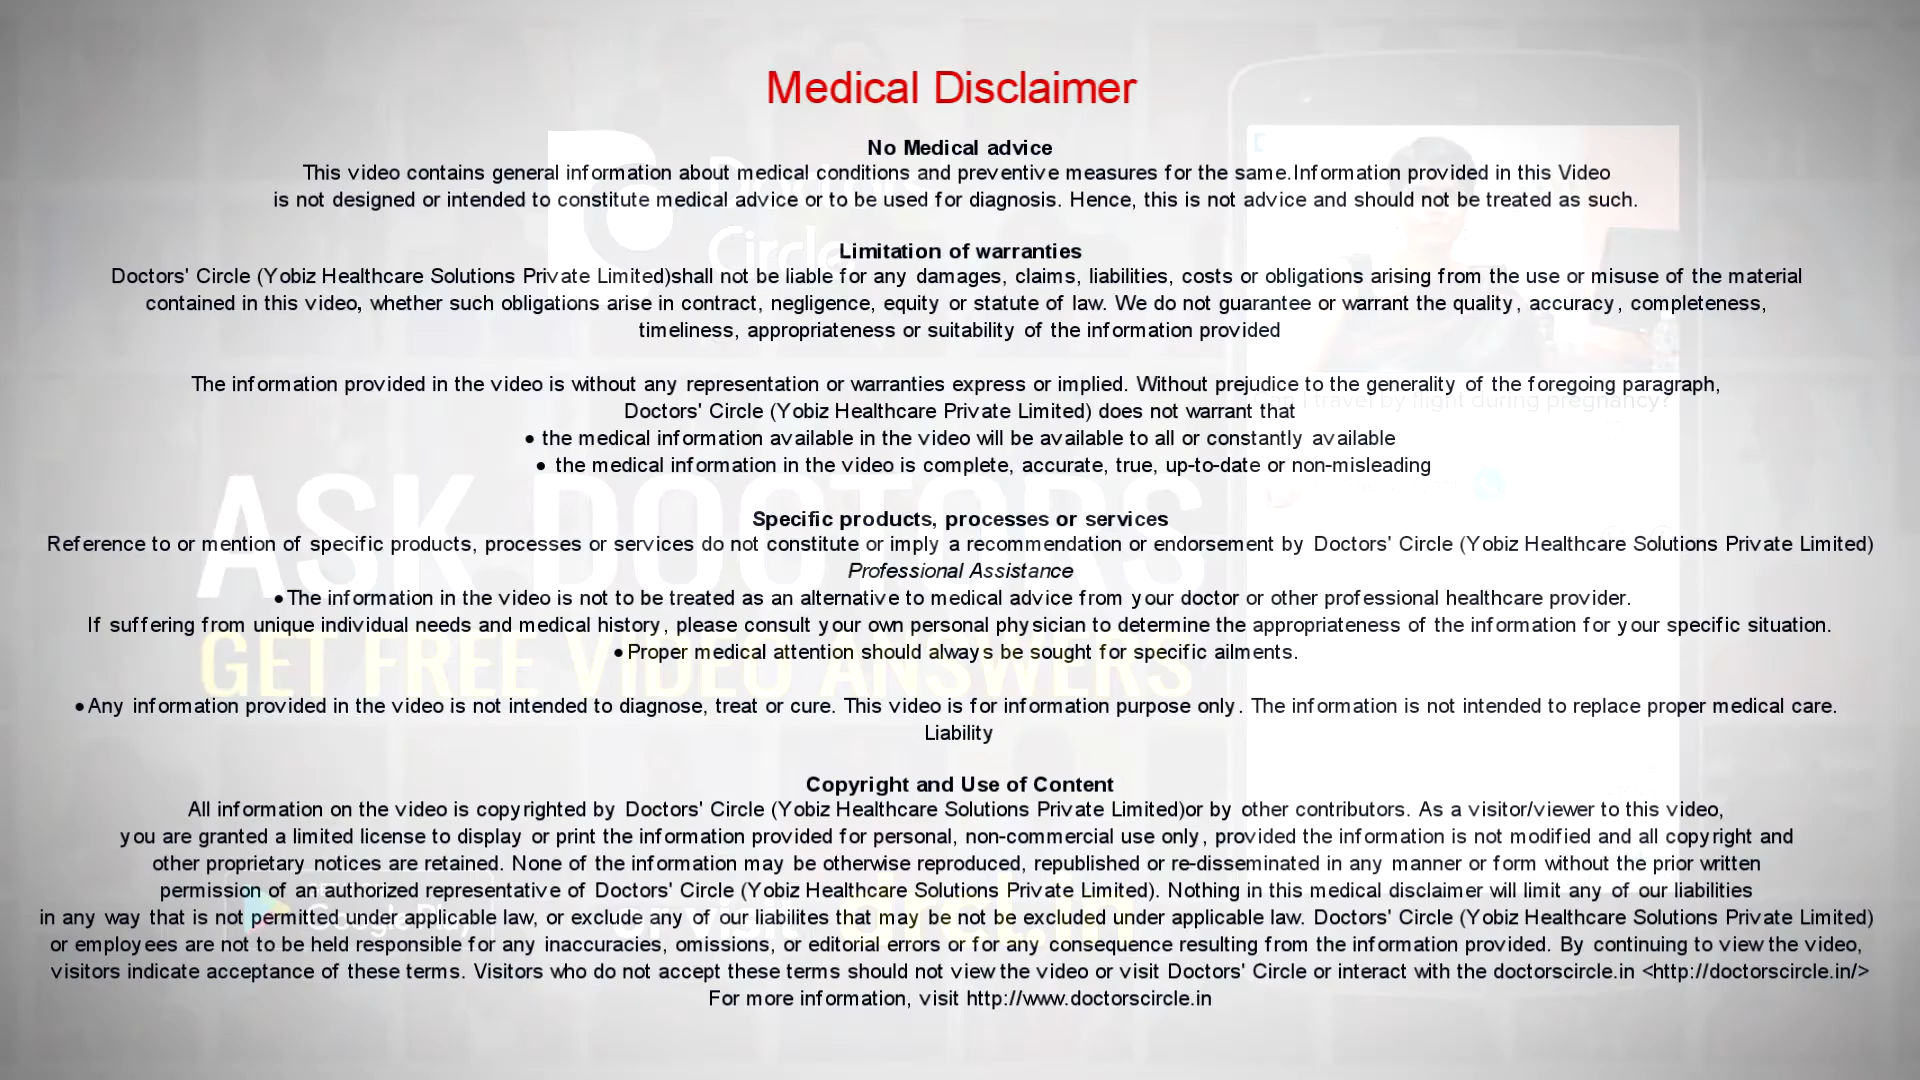 Medical Disclaimer
No Medical advice
This video contains general information about medical conditions and preventive measures for the same.Information provided in this Video
is not designed or intended to constitute medical advice or to be used for diagnosis. Hence, this is not advice and should not be treated as such.
Limitation of warranties
Doctors' Circle (Yobiz Healthcare Solutions Private Limited)shall not be liable for any damages, claims, liabilities, costs or obligations arising from the use or misuse of the material
contained in this video, whether such obligations arise in contract, negligence, equity or statute of law. We do not guarantee or warrant the quality, accuracy, completeness,
timeliness, appropriateness or suitability of the information provided
The information provided in the video is without any representation or warranties express or implied. Without prejudice to the generality of the foregoing paragraph,
Doctors' Circle (Yobiz Healthcare Private Limited) does not warrant that
• the medical information available in the video will be available to all or constantly available
• the medical information in the video is complete, accurate, true, up-to-date or non-misleading
Specific products, processes or services
Reference to or mention of specific products, processes or services do not constitute or imply a recommendation or endorsement by Doctors' Circle (Yobiz Healthcare Solutions Private Limited)
Professional Assistance
•The information in the video is not to be treated as an alternative to medical advice from your doctor or other professional healthcare provider.
If suffering from unique individual needs and medical history, please consult your own personal physician to determine the appropriateness of the information for your specific situation.
•Proper medical attention should always be sought for specific ailments.
•Any information provided in the video is not intended to diagnose, treat or cure. This video is for information purpose only. The information is not intended to replace proper medical care.
Liability
Copyright and Use of Content
All information on the video is copyrighted by Doctors' Circle (Yobiz Healthcare Solutions Private Limited)or by other contributors. As a visitor/viewer to this video,
you are granted a limited license to display or print the information provided for personal, non-commercial use only, provided the information is not modified and all copyright and
other proprietary notices are retained. None of the information may be otherwise reproduced, republished or re-disseminated in any manner or form without the prior written
permission of an authorized representative of Doctors' Circle (Yobiz Healthcare Solutions Private Limited). Nothing in this medical disclaimer will limit any of our liabilities
in any way that is not permitted under applicable law, or exclude any of our liabilites that may be not be excluded under applicable law. Doctors' Circle (Yobiz Healthcare Solutions Private Limited)
or employees are not to be held responsible for any inaccuracies, omissions, or editorial errors or for any consequence resulting from the information provided. By continuing to view the video,
visitors indicate acceptance of these terms. Visitors who do not accept these terms should not view the video or visit Doctors' Circle or interact with the doctorscircle.in <http://doctorscircle.in/>
For more information, visit http://www.doctorscircle.in
Doctors'
Circle
Can I travel by flight during pregnancy?
ASK DOCTORS
GET FREE VIDEO ANSWERS
Google Play
or visit drcl.in